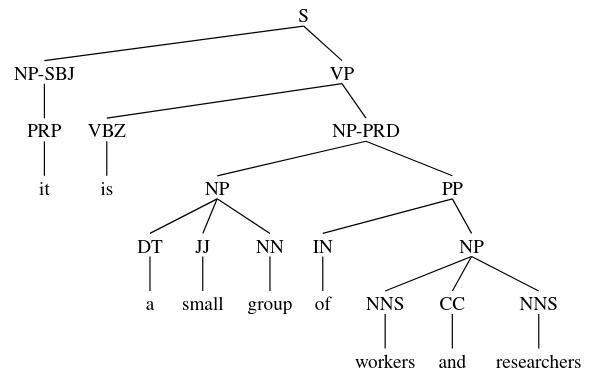 S
NP-SBJ VP
PRP VBZ NP-PRD
it is NP PP
DT JJ NN IN NP
a small group of NNS CC NNS
workers and researchers